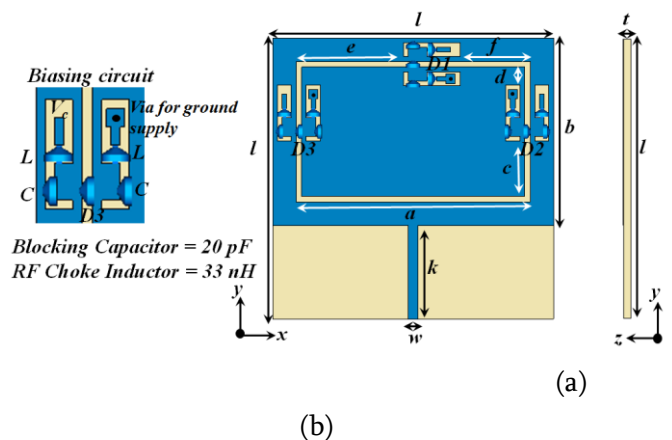 l
t
e
f
D1
d
Biasing circuit
Vc
Via for ground
supply
L
L
C
C
D3
l
D3
D2
c
b
l
a
Blocking Capacitor = 20 pF
RF Choke Inductor = 33 nH
k
y
x
w
y
z
(a)
(b)